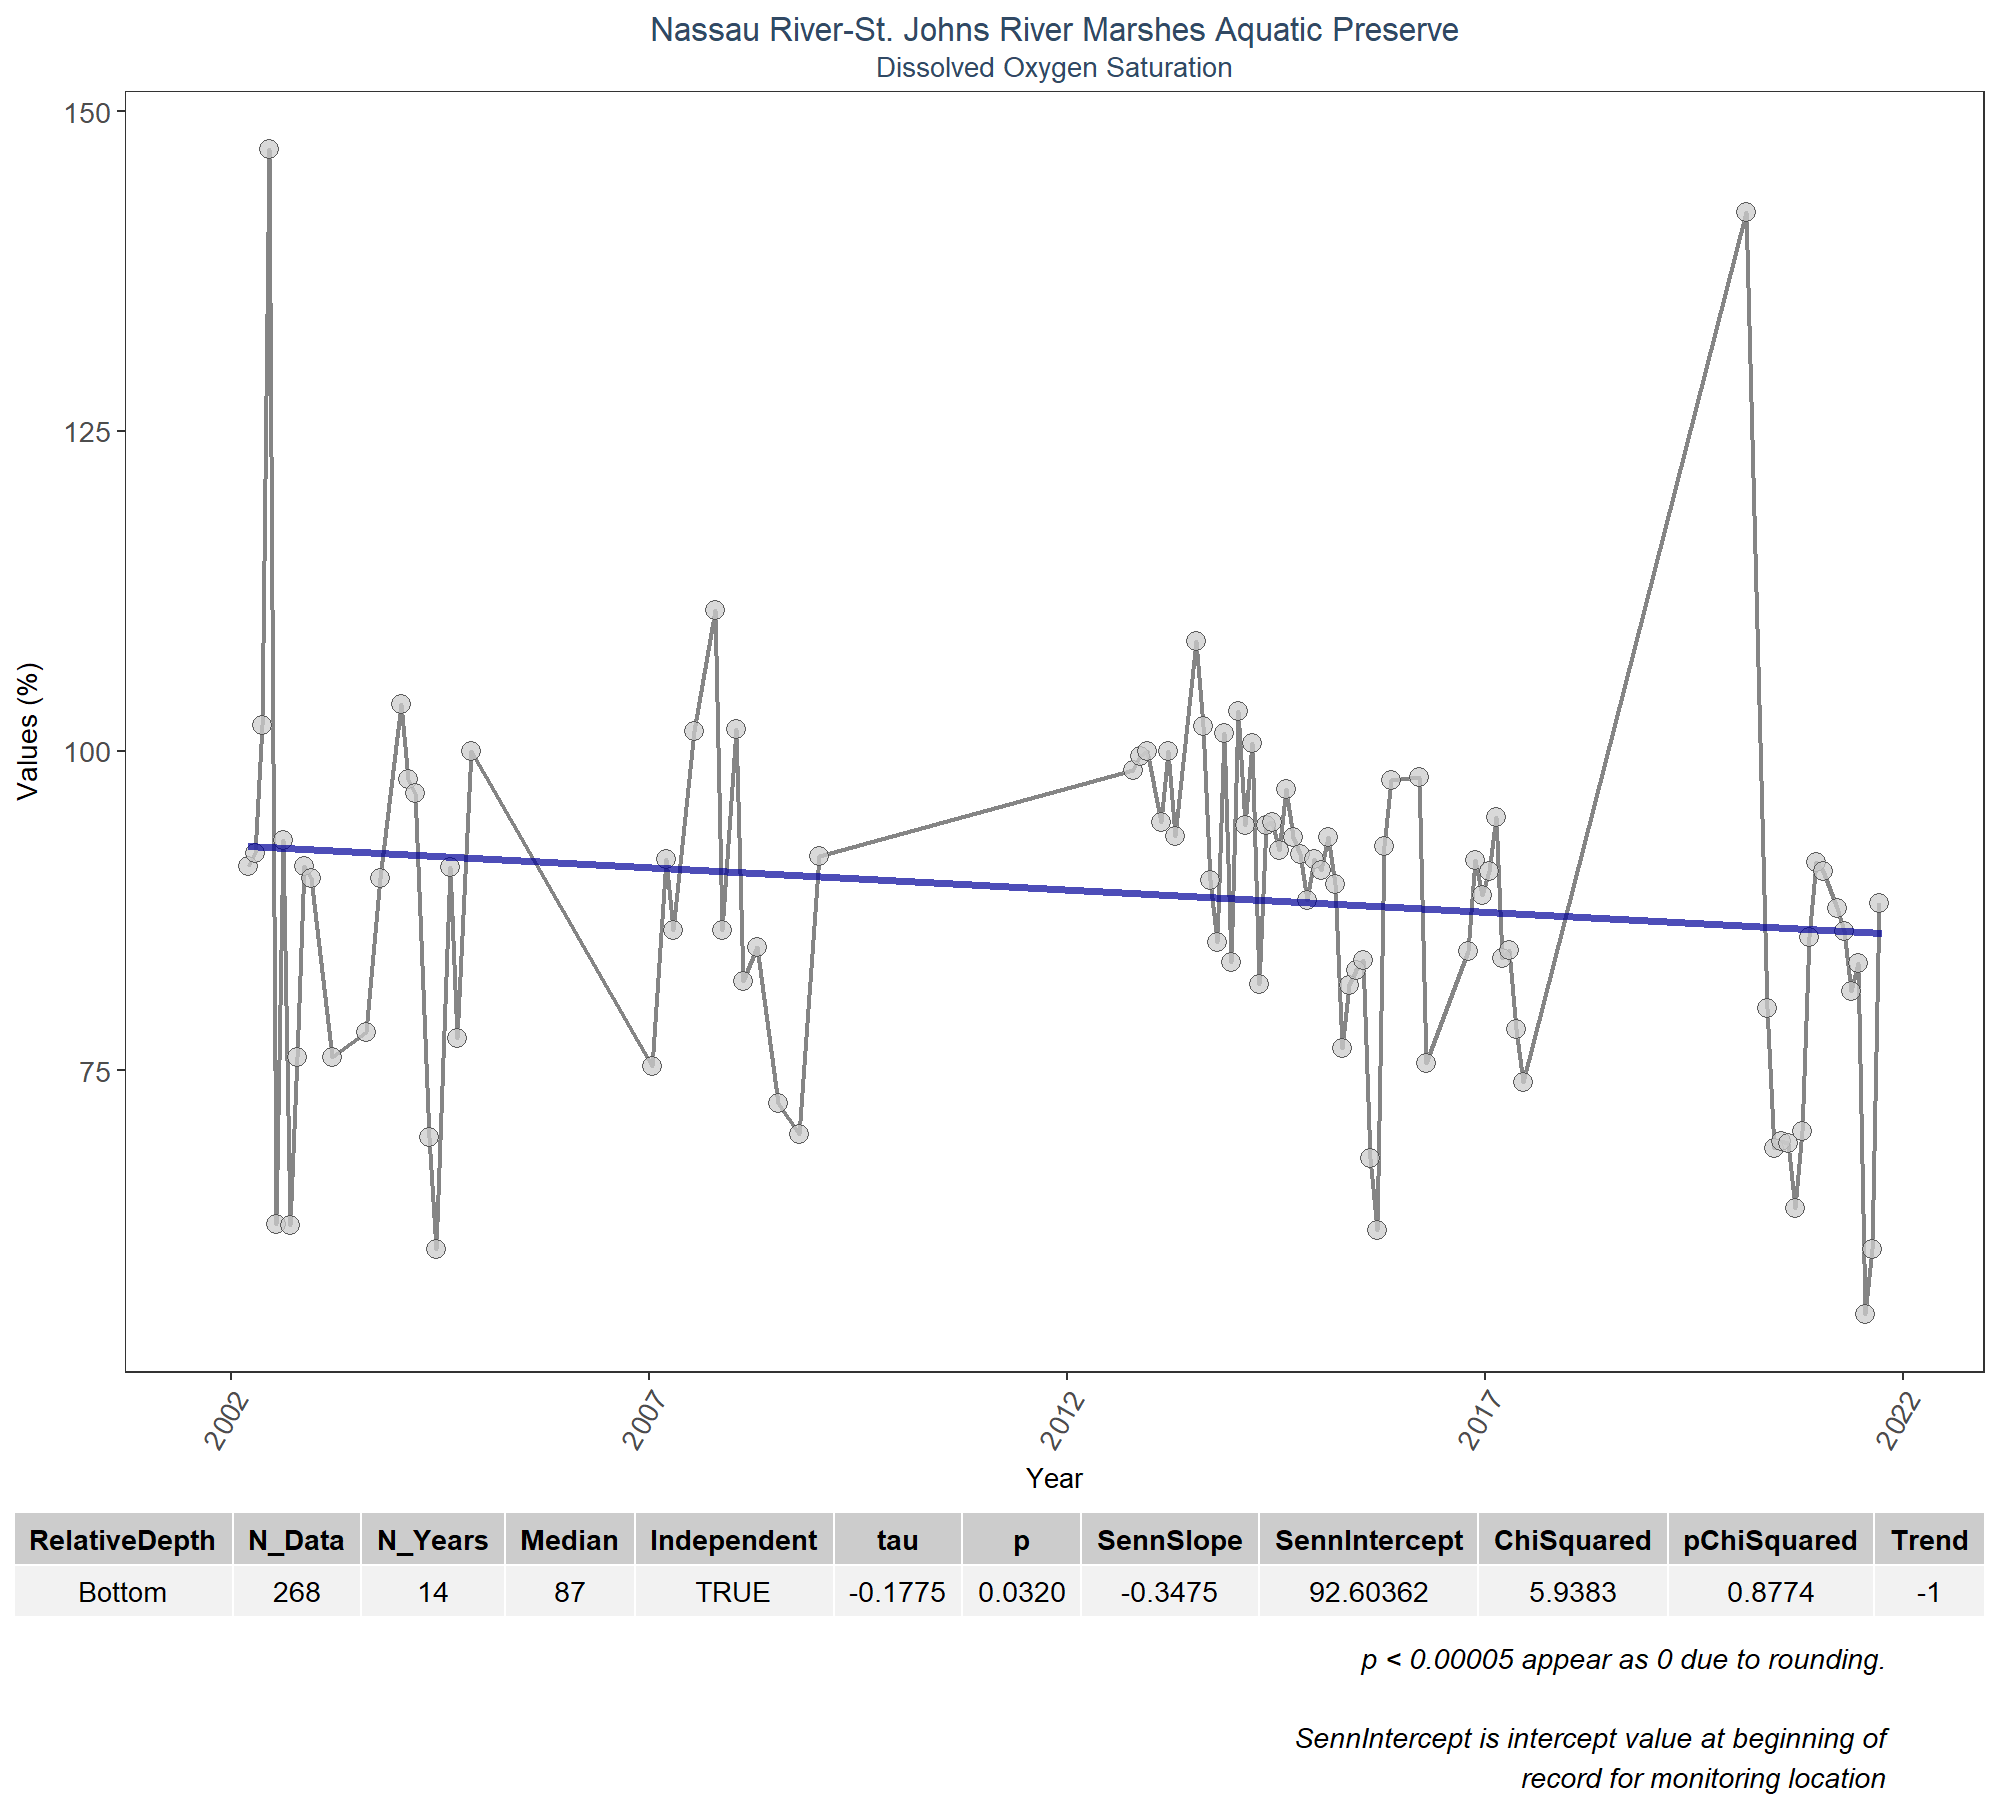 Nassau River-St. Johns River Marshes Aquatic Preserve
Dissolved Oxygen Saturation
150
125
100
75
Values (%)
2002 2007 2012 2017 2022
Year
RelativeDepth N_Data N_Years Median Independent tau p SennSlope SennIntercept ChiSquared pChiSquared Trend
Bottom 268 14 87 TRUE -0.1775 0.0320 -0.3475 92.60362 5.9383 0.8774 -1
p < 0.00005 appear as 0 due to rounding.
SennIntercept is intercept value at beginning of
record for monitoring location